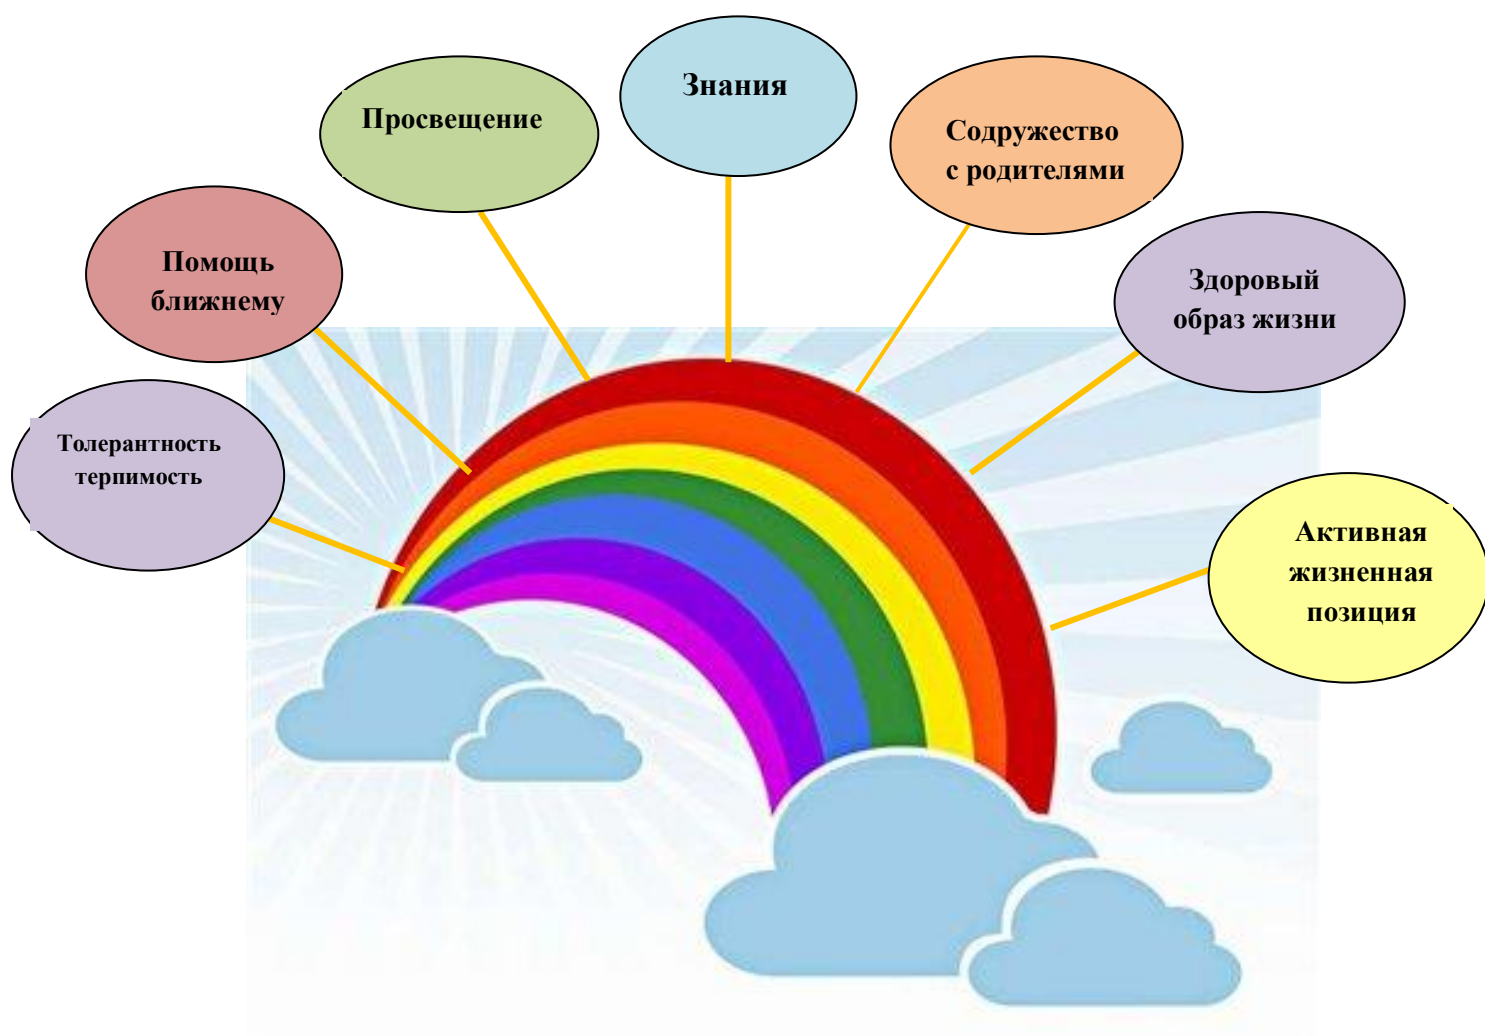 Знания
Просвещение
Содружество
с родителями
Помощь
ближнему
Здоровый
образ жизни
Толерантность
терпимость
Активная
жизненная
позиция